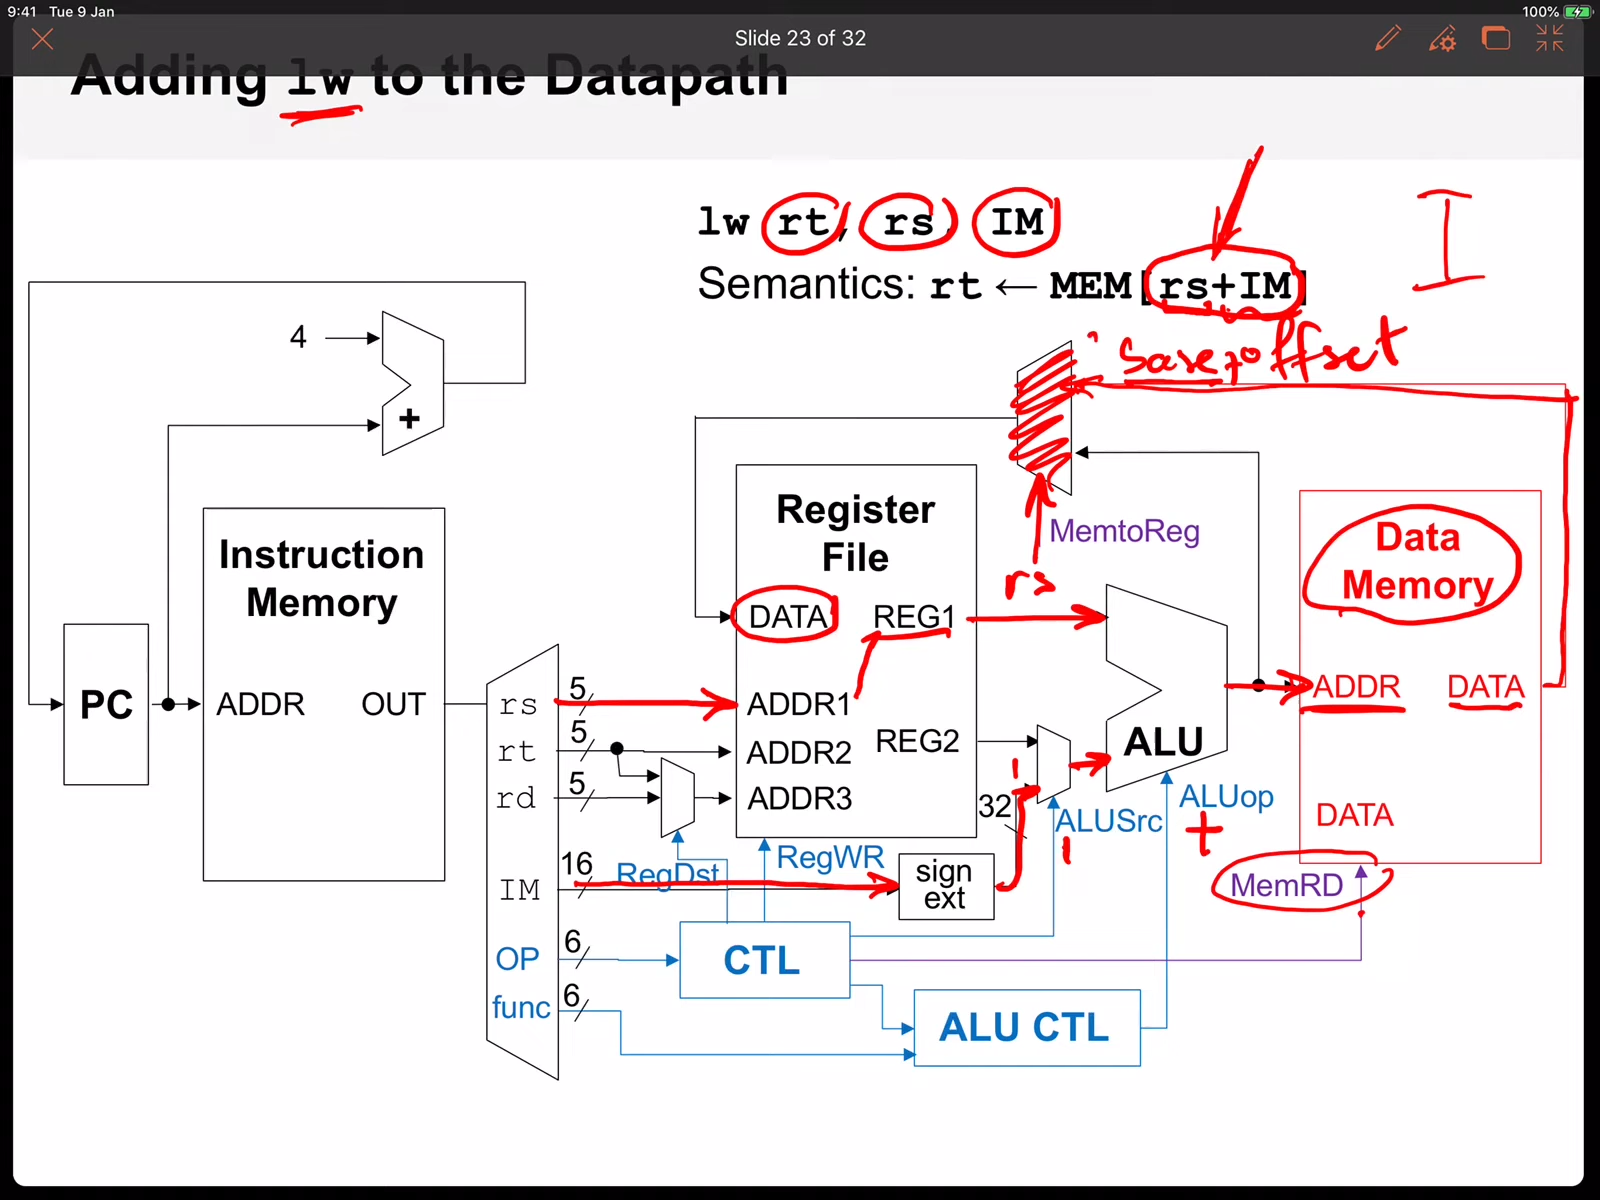 9:41 Tue 9 Jan
100%
Slide 23 of 32
Adding lw to the Datapath
lw rt, rs, IM
I
Semantics: rt ← MEM[rs+IM]
base+offset
4
+
Instruction
Memory
Register
File
MemtoReg
Data
Memory
rs
DATA REG1
PC
ADDR OUT
rs 5
ADDR1
ADDR DATA
rt 5
ADDR2
REG2
ALU
rd 5
ADDR3
1
32
ALUSrc
1
ALUop
+
DATA
RegWR
RegDst
IM 16
sign
ext
MemRD
OP 6
CTL
func 6
ALU CTL